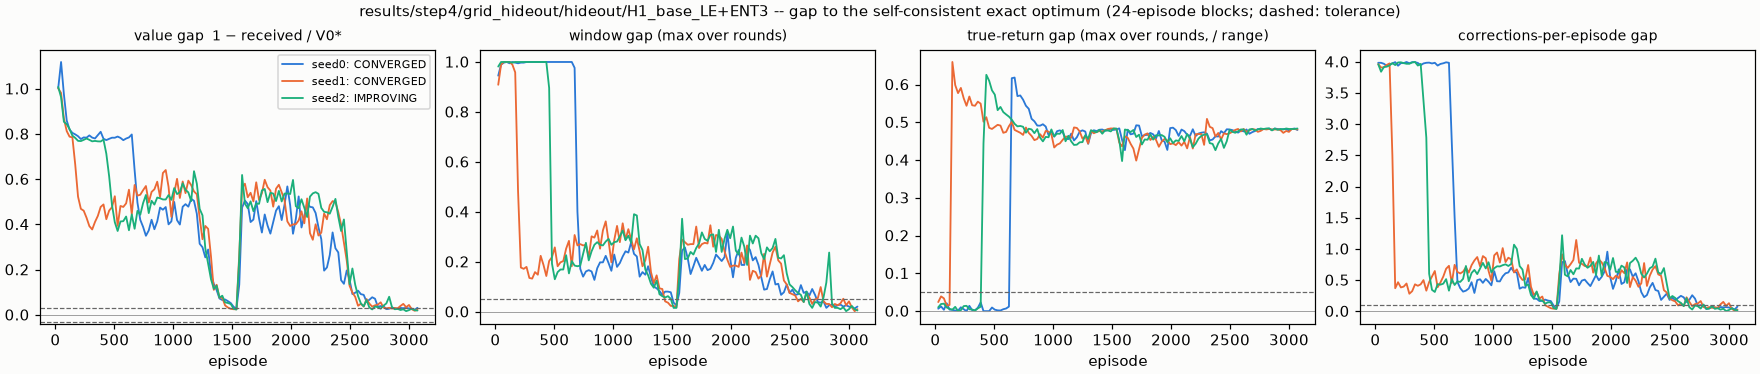 results/step4/grid_hideout/hideout/H1_base_LE+ENT3 -- gap to the self-consistent exact optimum (24-episode blocks; dashed: tolerance)
value gap 1 − received / V0*
1.0
0.8
0.6
0.4
0.2
0.0
seed0: CONVERGED
seed1: CONVERGED
seed2: IMPROVING
0 500 1000 1500 2000 2500 3000
episode
window gap (max over rounds)
1.0
0.8
0.6
0.4
0.2
0.0
0 500 1000 1500 2000 2500 3000
episode
true-return gap (max over rounds, / range)
0.6
0.5
0.4
0.3
0.2
0.1
0.0
0 500 1000 1500 2000 2500 3000
episode
corrections-per-episode gap
4.0
3.5
3.0
2.5
2.0
1.5
1.0
0.5
0.0
0 500 1000 1500 2000 2500 3000
episode